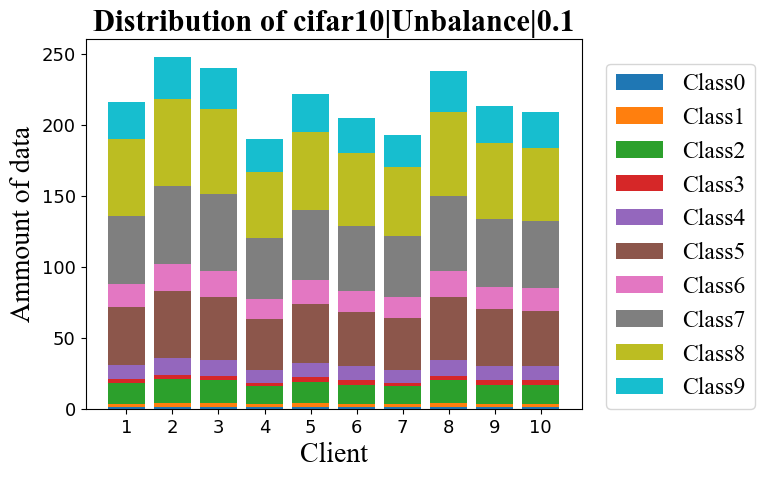 Distribution of cifar10|Unbalance|0.1
Ammount of data
250
200
150
100
50
0
1 2 3 4 5 6 7 8 9 10
Client
Class0
Class1
Class2
Class3
Class4
Class5
Class6
Class7
Class8
Class9